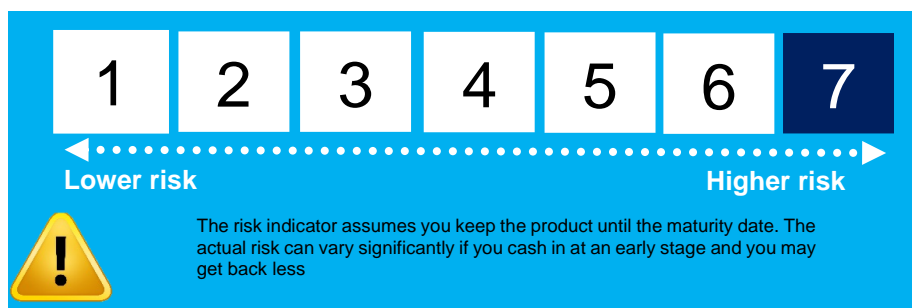 1 2 3 4 5 6 7
Lower risk Higher risk
The risk indicator assumes you keep the product until the maturity date. The
actual risk can vary significantly if you cash in at an early stage and you may
get back less